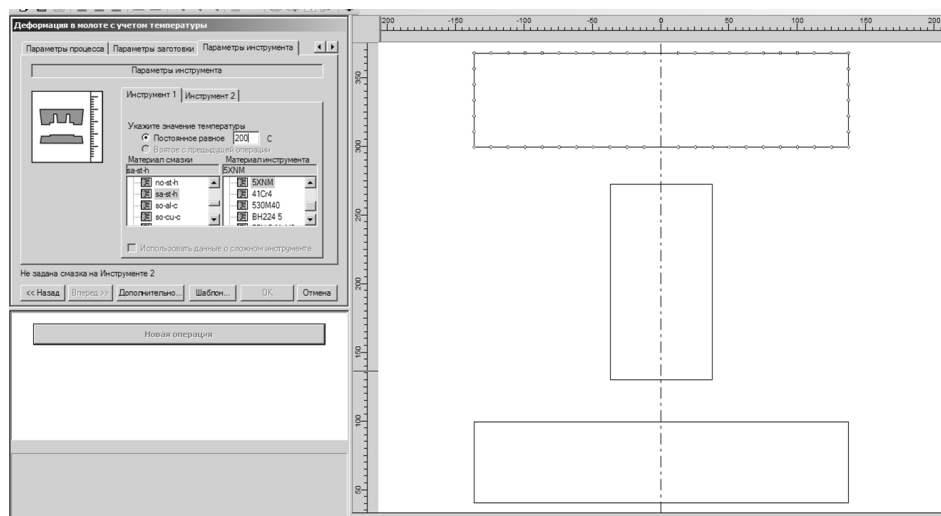 Деформация в молоте с учетом температуры
Параметры процесса Параметры заготовки Параметры инструмента
Параметры инструмента
Инструмент 1 Инструмент 2
Укажите значение температуры
Постоянное равное 200 C
Взятое с предыдущей операции
Материал смазки Материал инструмента
sa-st-h 5XNM
no-st-h 5XNM
sa-st-h 41Cr4
so-al-c 530M40
so-cu-c BH224 5
Использовать данные о сложном инструменте
Не задана смазка на Инструменте 2
<< Назад Вперед >> Дополнительно... Шаблон... OK Отмена
Новая операция
200 -150 -100 -50 0 50 100 150 200
350
300
250
200
150
100
50